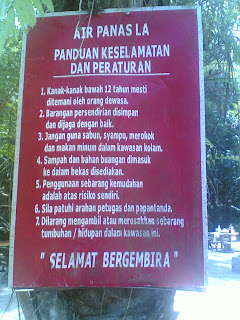 AIR PANAS LA
PANDUAN KESELAMATAN
DAN PERATURAN
1. Kanak-kanak bawah 12 tahun mesti
ditemani oleh orang dewasa.
2. Barangan persendirian disimpan
dan dijaga dengan baik.
3. Jangan guna sabun, syampu, merokok
dan makan minum dalam kawasan kolam.
4. Sampah dan bahan buangan dimasuk
ke dalam bekas disediakan.
5. Penggunaan sebarang kemudahan
adalah atas risiko sendiri.
6. Sila patuhi arahan petugas dan papantanda.
7. Dilarang mengambil atau merosakkan sebarang
tumbuhan / hidupan dalam kawasan ini.
" SELAMAT BERGEMBIRA "